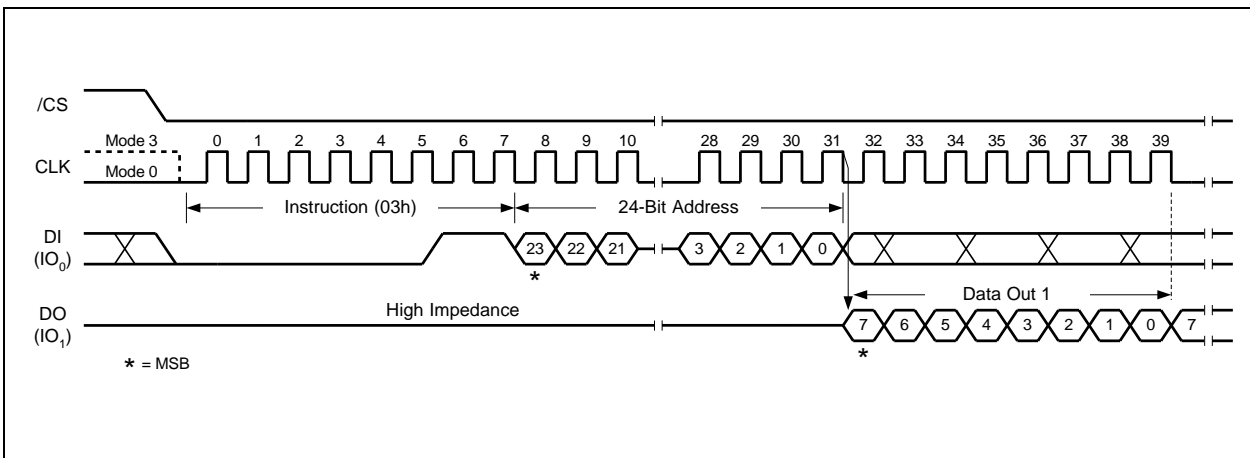 /CS
Mode 3
0 1 2 3 4 5 6 7 8 9 10 28 29 30 31 32 33 34 35 36 37 38 39
CLK
Mode 0
Instruction (03h)
24-Bit Address
DI
(IO0)
23 22 21 3 2 1 0
*
Data Out 1
High Impedance
DO
(IO1)
7 6 5 4 3 2 1 0 7
*
* = MSB